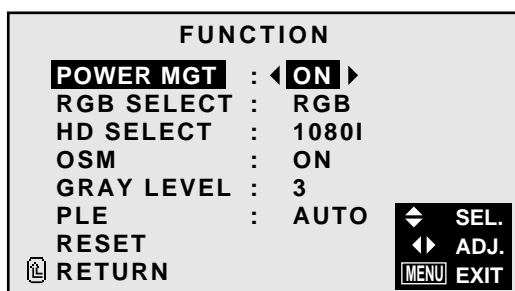 FUNCTION
POWER MGT : ON
RGB SELECT : RGB
HD SELECT : 1080I
OSM : ON
GRAY LEVEL : 3
PLE : AUTO
RESET
RETURN
SEL.
ADJ.
MENU EXIT